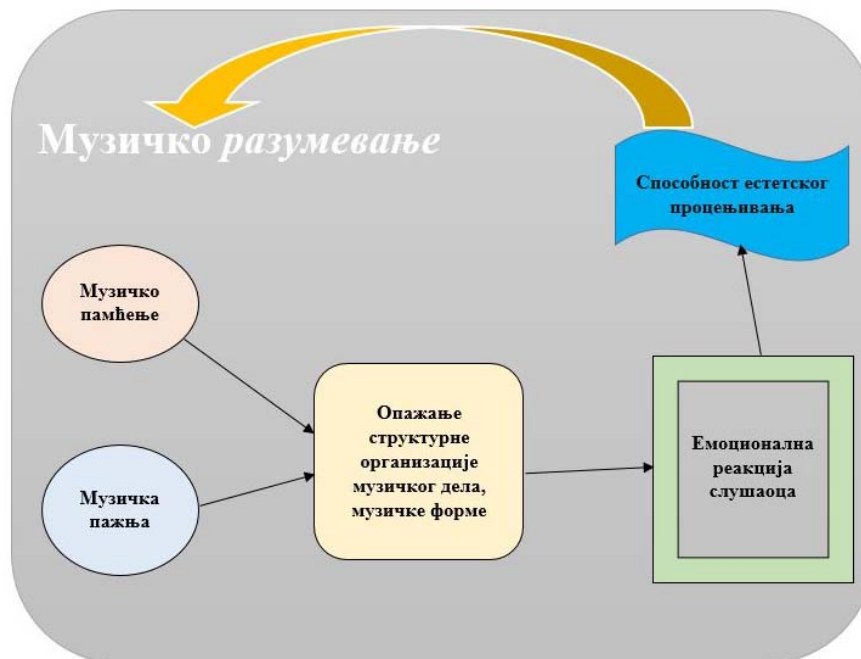 Музичко разумевање
Способност естетског
процењивања
Музичко
памћење
Музичка
пажња
Опажање
структурне
организације
музичког дела,
музичке форме
Емоционална
реакција
слушаоца